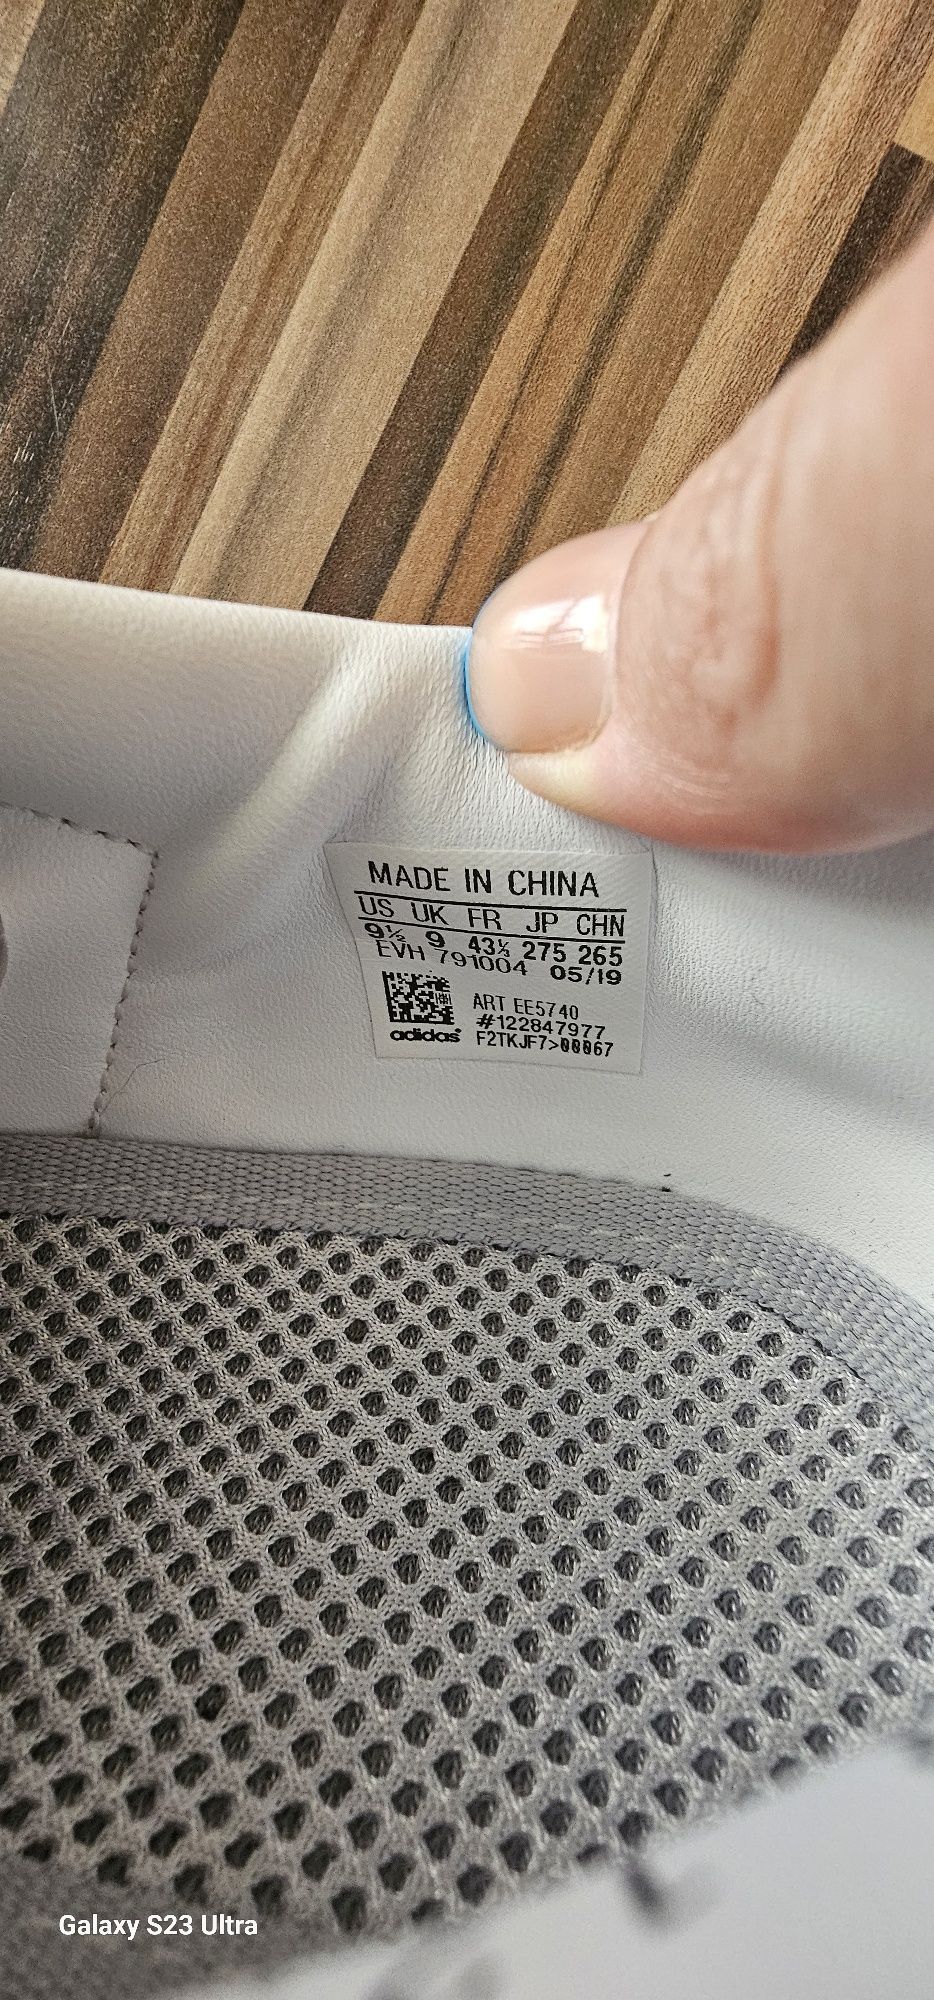 MADE IN CHINA
US UK FR JP CHN
9½ 9 43⅓ 275 265
EVH 791004 05/19
ART EE5740
#122847977
adidas F2TKJF7>00067
Galaxy S23 Ultra